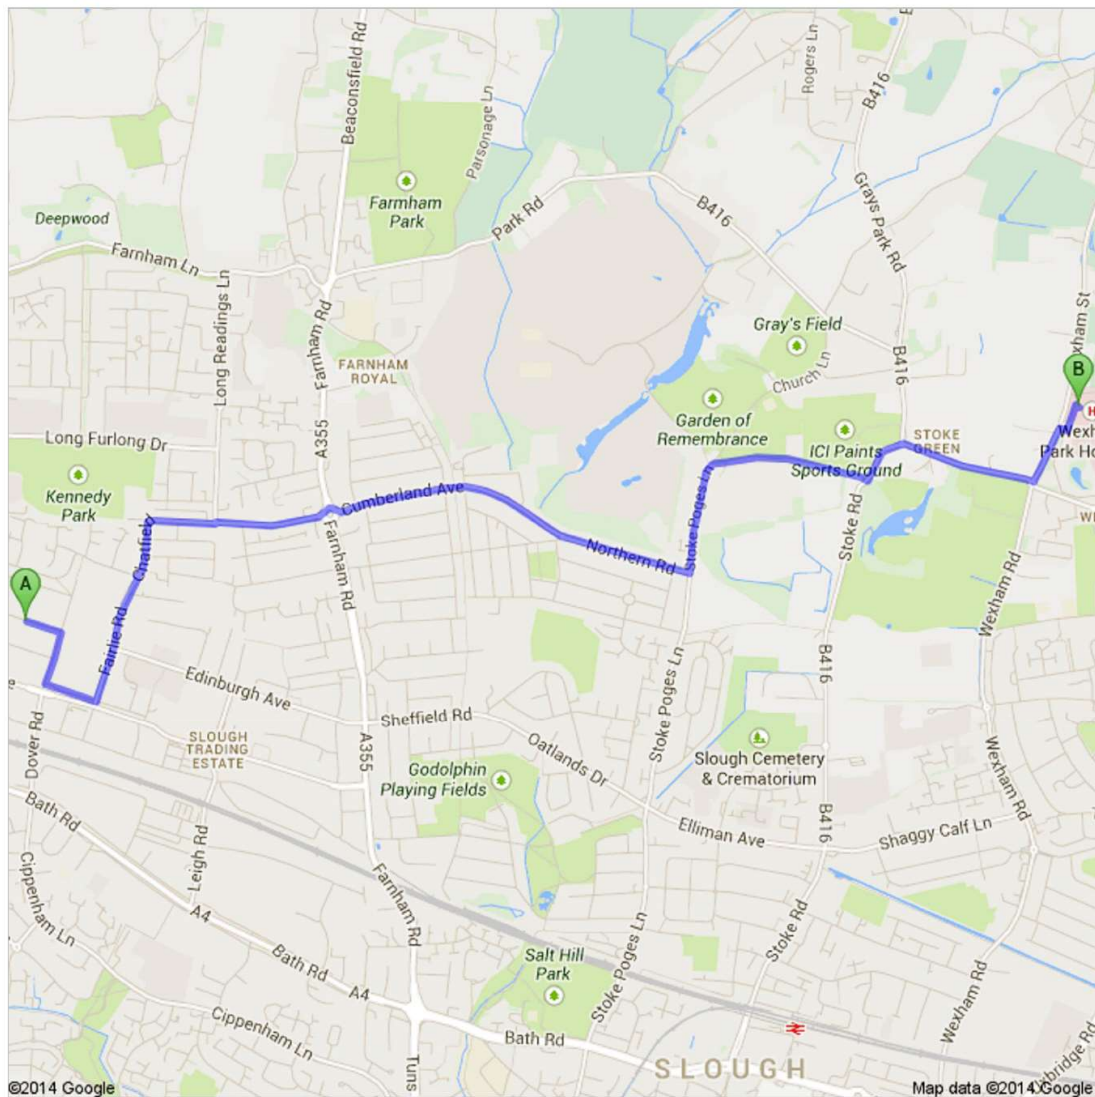 Beaconsfield Rd
Parsonage Ln
Rogers Ln
B416
Farmham
Park
Deepwood
Farnham Ln
Park Rd
B416
Grays Park Rd
Long Readings Ln
Farnham Rd
FARNHAM
ROYAL
Gray's Field
Church Ln
B416
B
Garden of
Remembrance
ICI Paints
Sports Ground
STOKE
GREEN
H
Park Ho
Long Furlong Dr
A355
Kennedy
Park
Cumberland Ave
Stoke Poges Ln
Stoke Rd
Chatfield
Farnham Rd
Northern Rd
Wexham Rd
A
Fairlie Rd
Edinburgh Ave
Sheffield Rd
Stoke Poges Ln
B416
Dover Rd
SLOUGH
TRADING
ESTATE
A355
Oatlands Dr
Slough Cemetery
& Crematorium
Wexham Rd
Godolphin
Playing Fields
Bath Rd
Leigh Rd
Elliman Ave
B416
Shaggy Calf Ln
Cippenham Ln
A4
Farnham Rd
Stoke Rd
Bath Rd
A4
Salt Hill
Park
Stoke Poges Ln
Wexham Rd
Cippenham Ln
Tuns
Bath Rd
SLOUGH
©2014 Google
Map data ©2014 Google